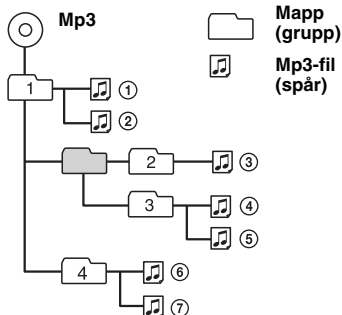 Mp3
Mapp
(grupp)
Mp3-fil
(spår)
1
①
②
2
③
3
④
⑤
4
⑥
⑦